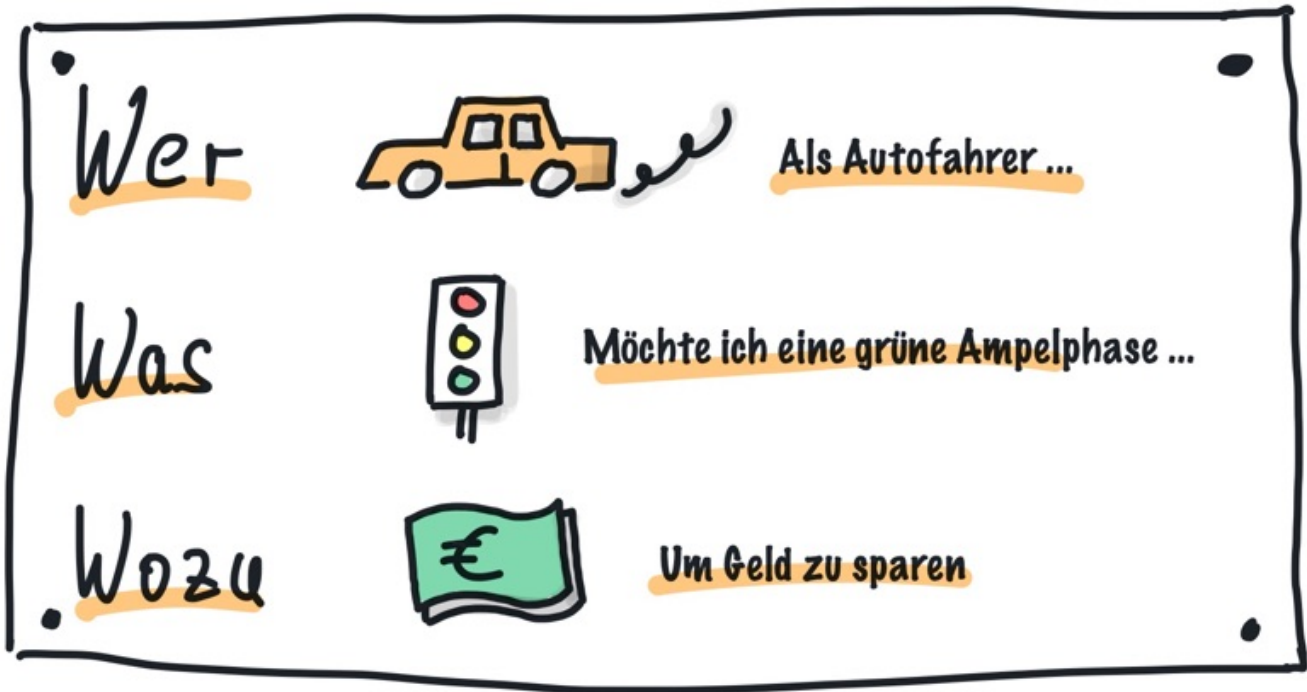 Wer
Als Autofahrer ...
Was
Möchte ich eine grüne Ampelphase ...
Wozu
€
Um Geld zu sparen